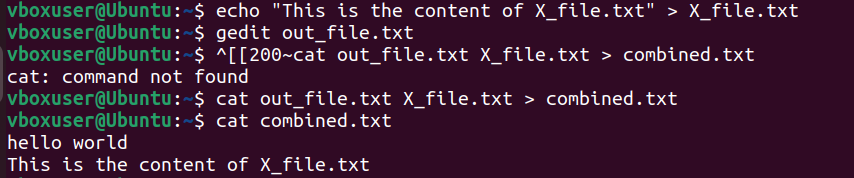 vboxuser@Ubuntu:~$ echo "This is the content of X_file.txt" > X_file.txt
vboxuser@Ubuntu:~$ gedit out_file.txt
vboxuser@Ubuntu:~$ ^[[200~cat out_file.txt X_file.txt > combined.txt
cat: command not found
vboxuser@Ubuntu:~$ cat out_file.txt X_file.txt > combined.txt
vboxuser@Ubuntu:~$ cat combined.txt
hello world
This is the content of X_file.txt